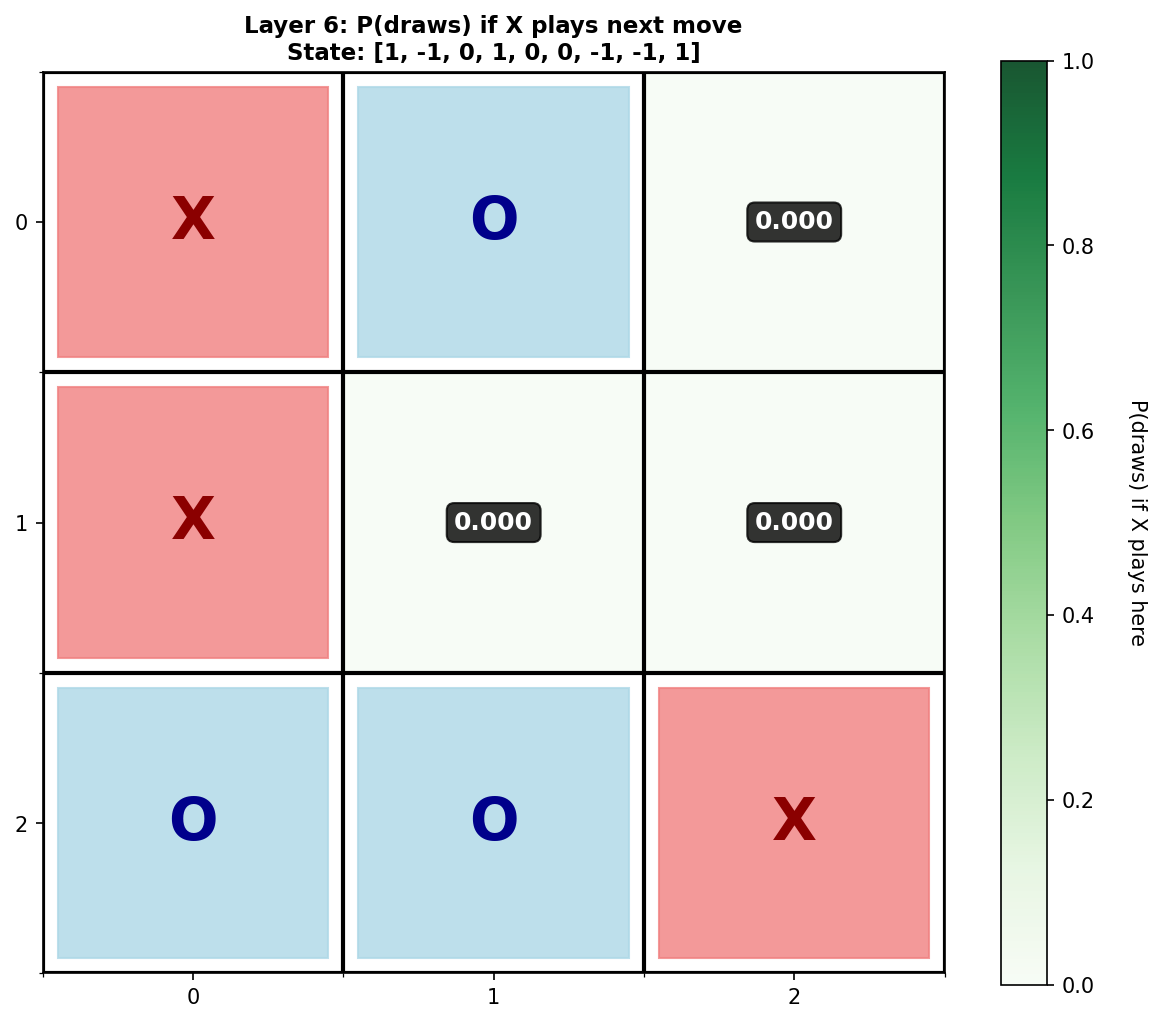 Layer 6: P(draws) if X plays next move
State: [1, -1, 0, 1, 0, 0, -1, -1, 1]
X
O
0.000
X
0.000
0.000
O
O
X
0
1
2
0
1
2
1.0
0.8
0.6
0.4
0.2
0.0
P(draws) if X plays here